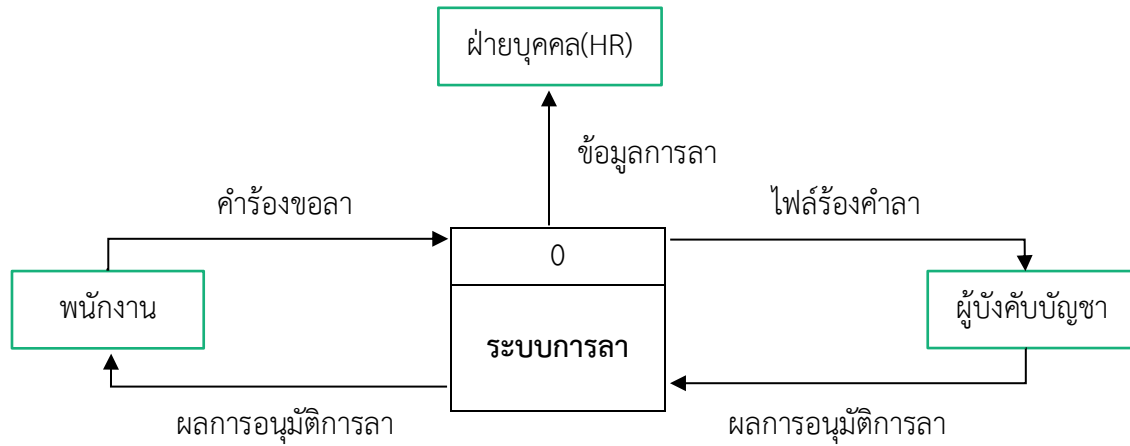 ฝ่ายบุคคล(HR)
ข้อมูลการลา
คำร้องขอลา
ไฟล์ร้องคำลา
0
พนักงาน
ผู้บังคับบัญชา
ระบบการลา
ผลการอนุมัติการลา
ผลการอนุมัติการลา